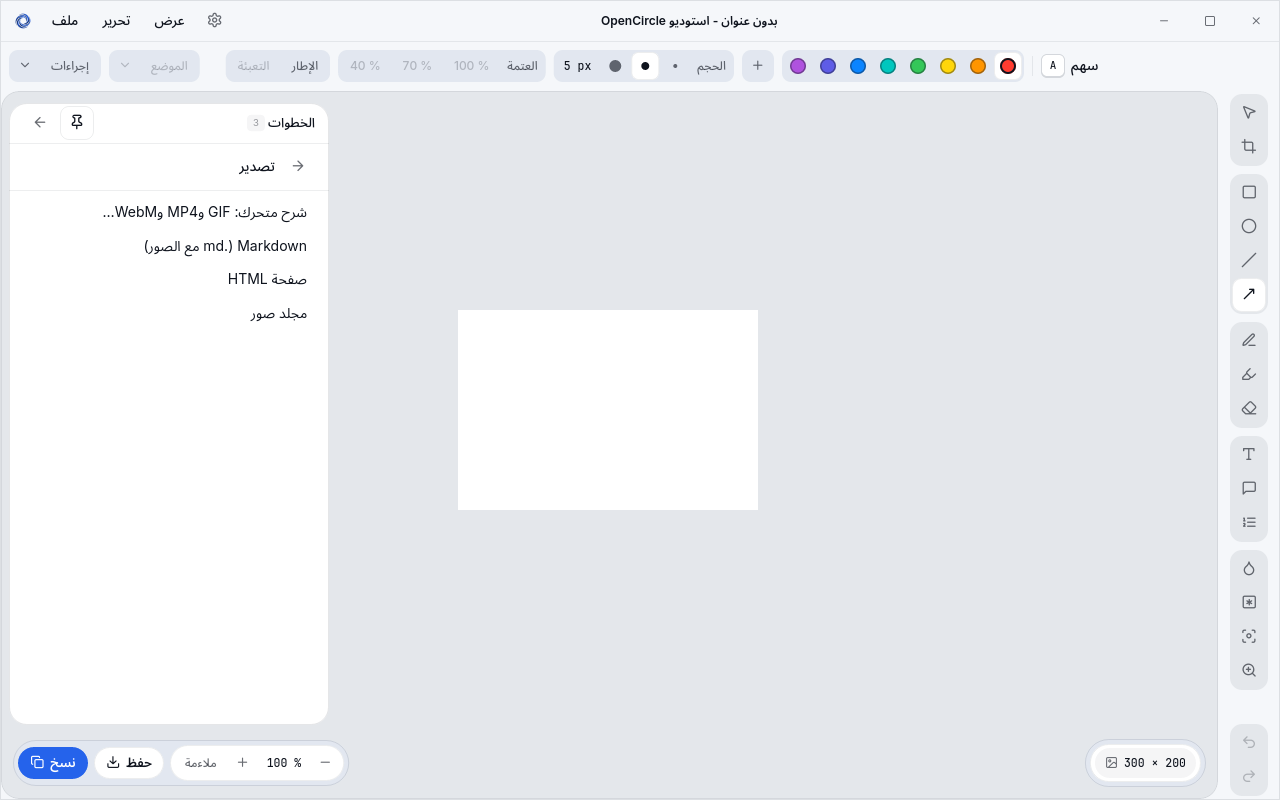 ملف تحرير عرض
بدون عنوان - استوديو OpenCircle
سهم A
الحجم 5 px
العتمة 100 % 70 % 40 %
الإطار التعبئة
الموضع
إجراءات
الخطوات 3
تصدير
شرح متحرك: GIF وMP4 وWebM...
Markdown (.md مع الصور)
صفحة HTML
مجلد صور
300 × 200
100 %
ملاءمة
حفظ
نسخ